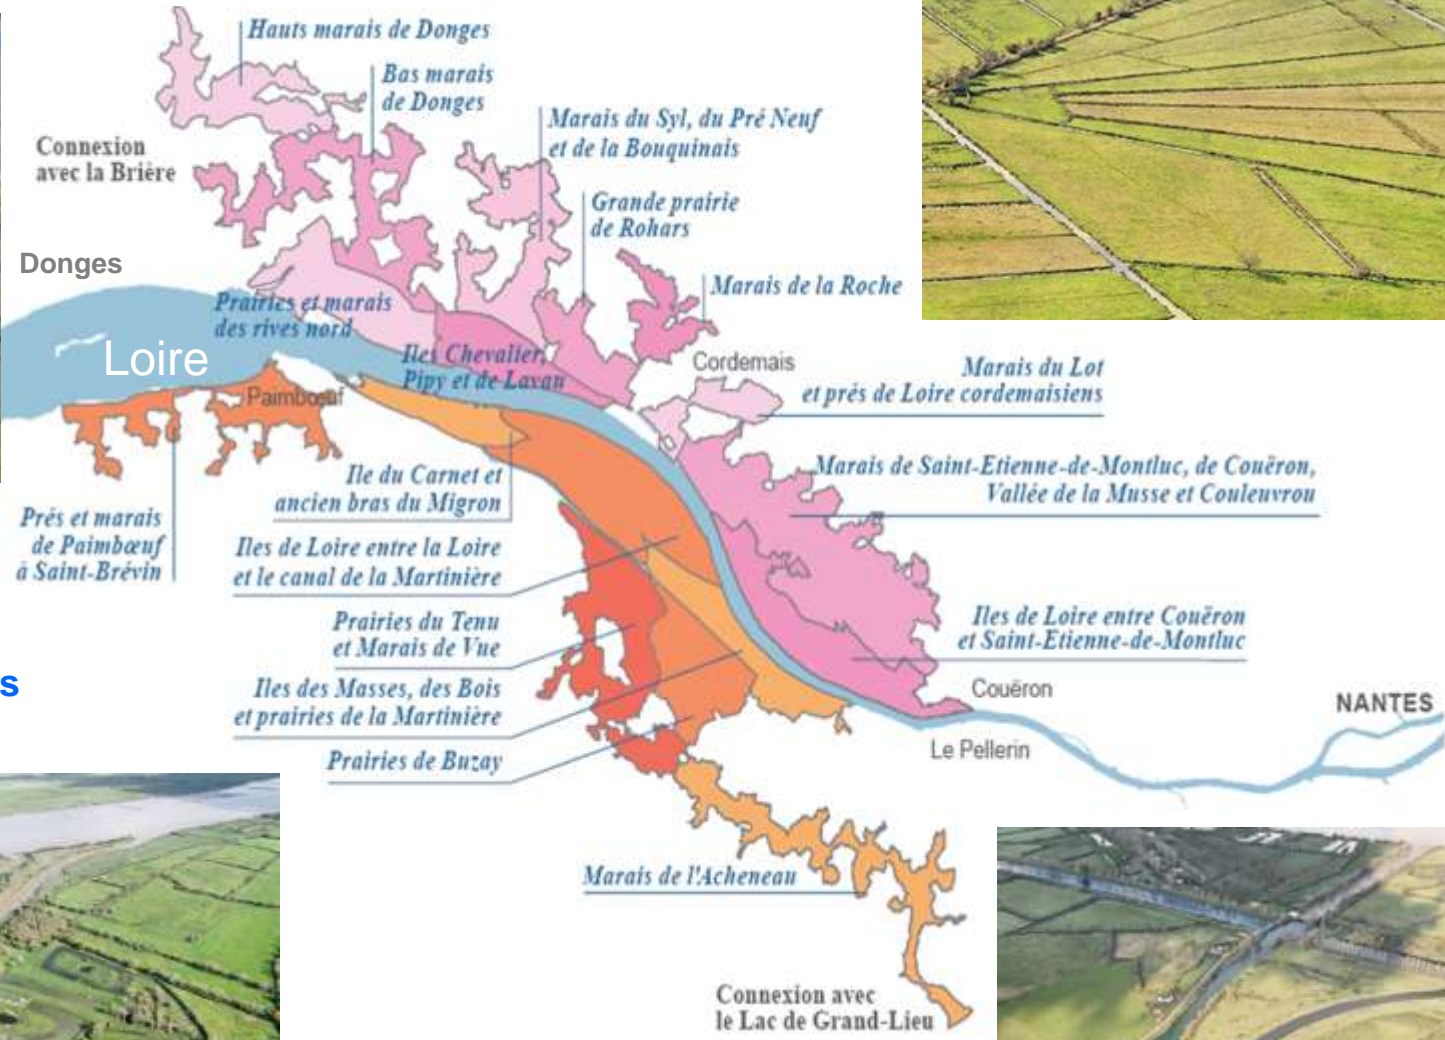 Hauts marais de Donges
Bas marais
de Donges
Marais du Syl, du Pré Neuf
et de la Bouquinais
Connexion
avec la Brière
Grande prairie
de Rohars
Donges
Marais de la Roche
Prairies et marais
des rives nord
Loire
Iles Chevalier,
Pipy et de Lavau
Cordemais
Marais du Lot
et près de Loire cordemaisiens
Paimbœuf
Marais de Saint-Etienne-de-Montluc, de Couëron,
Vallée de la Musse et Couleuvrou
Ile du Carnet et
ancien bras du Migron
Prés et marais
de Paimbœuf
à Saint-Brévin
Iles de Loire entre la Loire
et le canal de la Martinière
Prairies du Tenu
et Marais de Vue
Iles de Loire entre Couëron
et Saint-Etienne-de-Montluc
s
Iles des Masses, des Bois
et prairies de la Martinière
Couëron
NANTES
Prairies de Buzay
Le Pellerin
Marais de l'Acheneau
Connexion avec
le Lac de Grand-Lieu